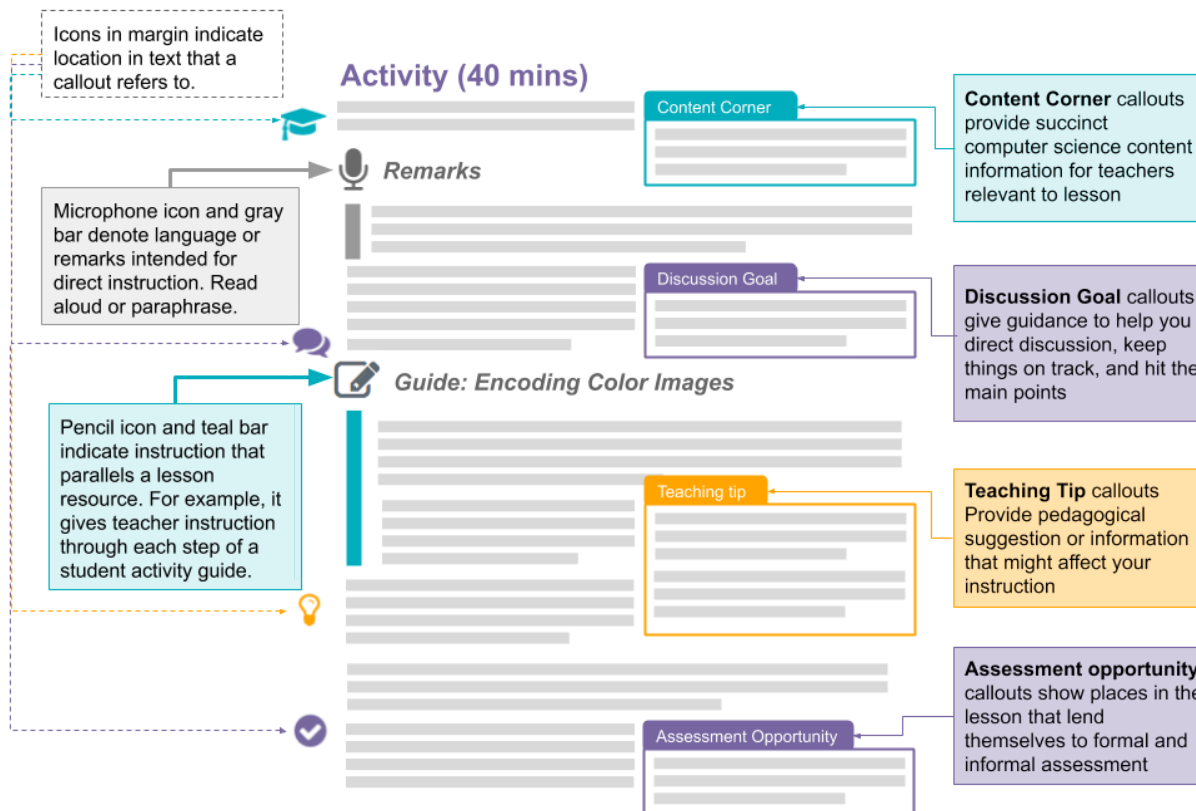 Icons in margin indicate
location in text that a
callout refers to.
Activity (40 mins)
Content Corner
Content Corner callouts
provide succinct
computer science content
information for teachers
relevant to lesson
Remarks
Microphone icon and gray
bar denote language or
remarks intended for
direct instruction. Read
aloud or paraphrase.
Discussion Goal
Discussion Goal callouts
give guidance to help you
direct discussion, keep
things on track, and hit the
main points
Guide: Encoding Color Images
Pencil icon and teal bar
indicate instruction that
parallels a lesson
resource. For example, it
gives teacher instruction
through each step of a
student activity guide.
Teaching tip
Teaching Tip callouts
Provide pedagogical
suggestion or information
that might affect your
instruction
Assessment Opportunity
Assessment opportunity
callouts show places in the
lesson that lend
themselves to formal and
informal assessment